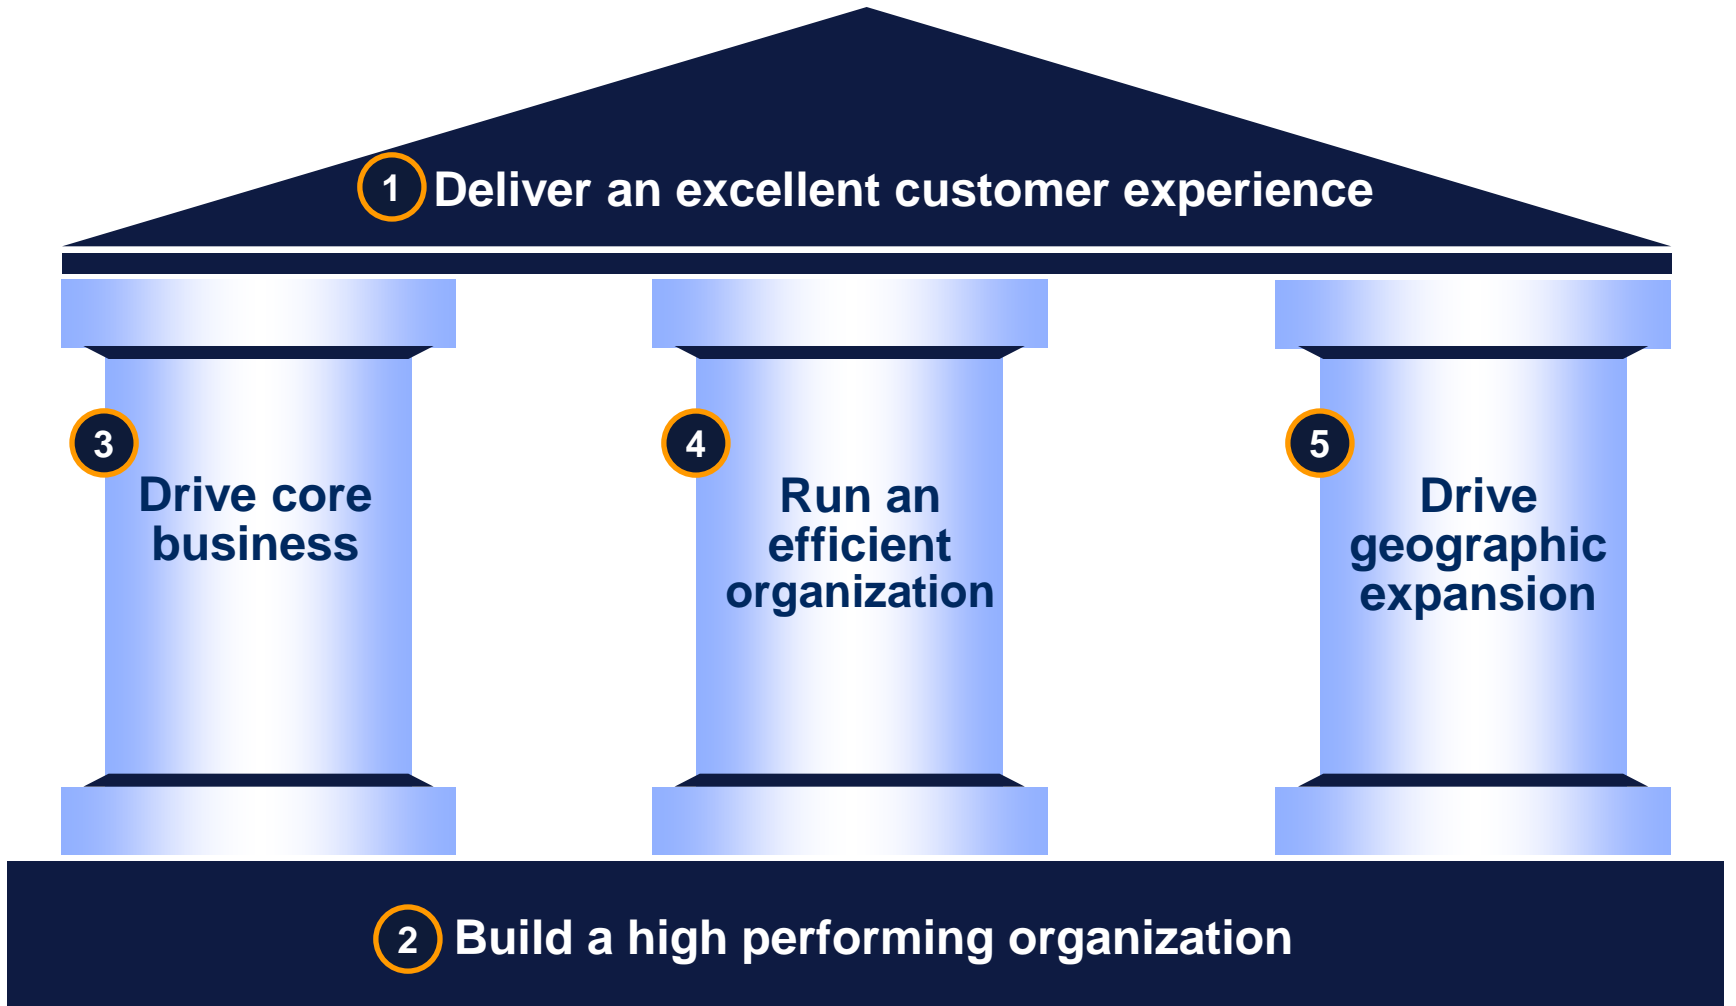 1 Deliver an excellent customer experience
3
Drive core
business
4
Run an
efficient
organization
5
Drive
geographic
expansion
2 Build a high performing organization